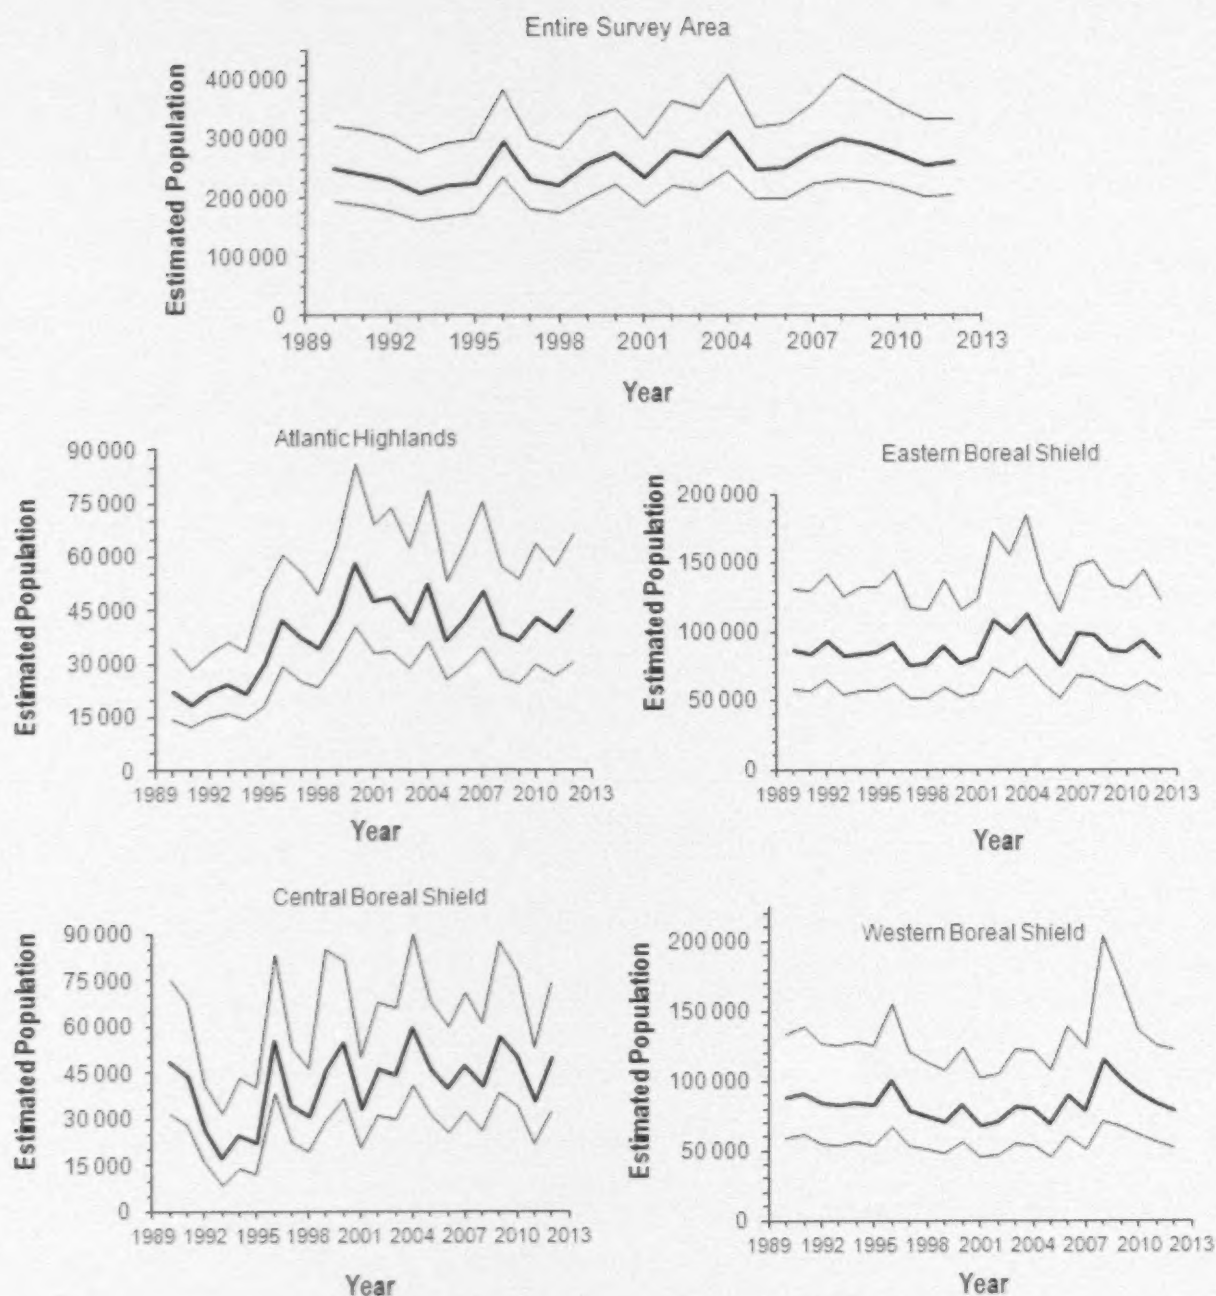 Entire Survey Area
Estimated Population
400 000
300 000
200 000
100 000
0
1989 1992 1995 1998 2001 2004 2007 2010 2013
Year
Atlantic Highlands
Estimated Population
90 000
75 000
60 000
45 000
30 000
15 000
0
1989 1992 1995 1998 2001 2004 2007 2010 2013
Year
Eastern Boreal Shield
Estimated Population
200 000
150 000
100 000
50 000
0
1989 1992 1995 1998 2001 2004 2007 2010 2013
Year
Central Boreal Shield
Estimated Population
90 000
75 000
60 000
45 000
30 000
15 000
0
1989 1992 1995 1998 2001 2004 2007 2010 2013
Year
Western Boreal Shield
Estimated Population
200 000
150 000
100 000
50 000
0
1989 1992 1995 1998 2001 2004 2007 2010 2013
Year